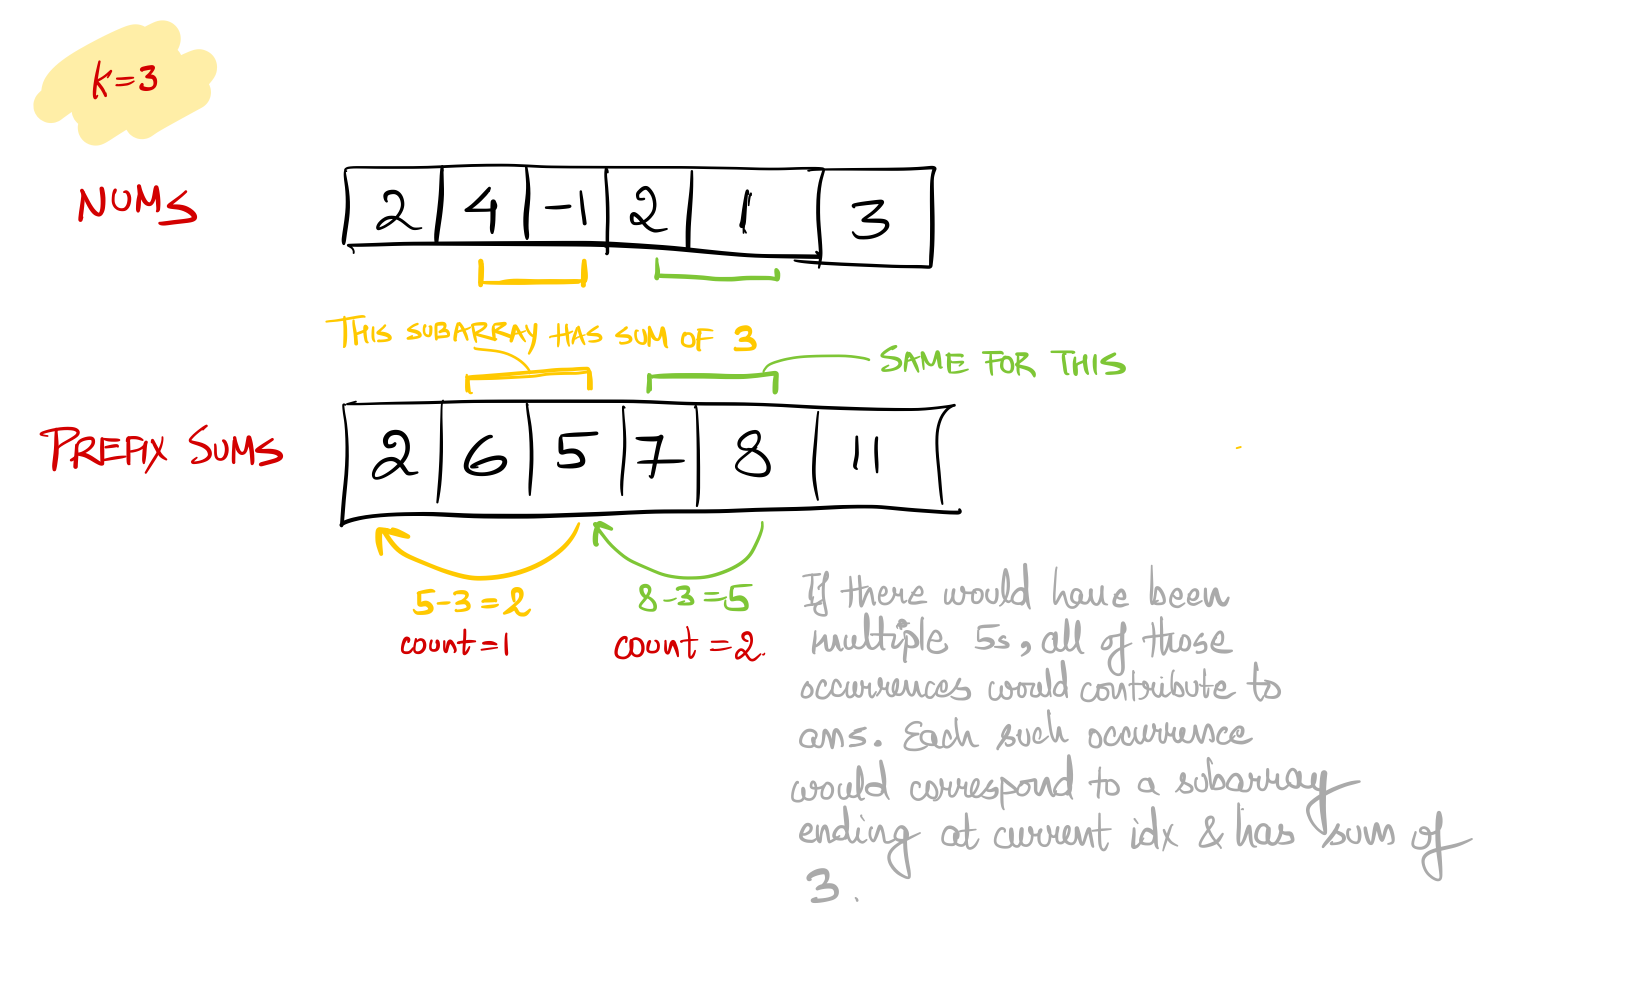 K=3
NUMS 2 4 -1 2 1 3
THIS SUBARRAY HAS SUM OF 3
SAME FOR THIS
PREFIX SUMS 2 6 5 7 8 11
5-3=2
8-3=5
count=1
count=2.
If there would have been
multiple 5s, all of those
occurrences would contribute to
ans. Each such occurrence
would correspond to a subarray
ending at current idx & has sum of
3.